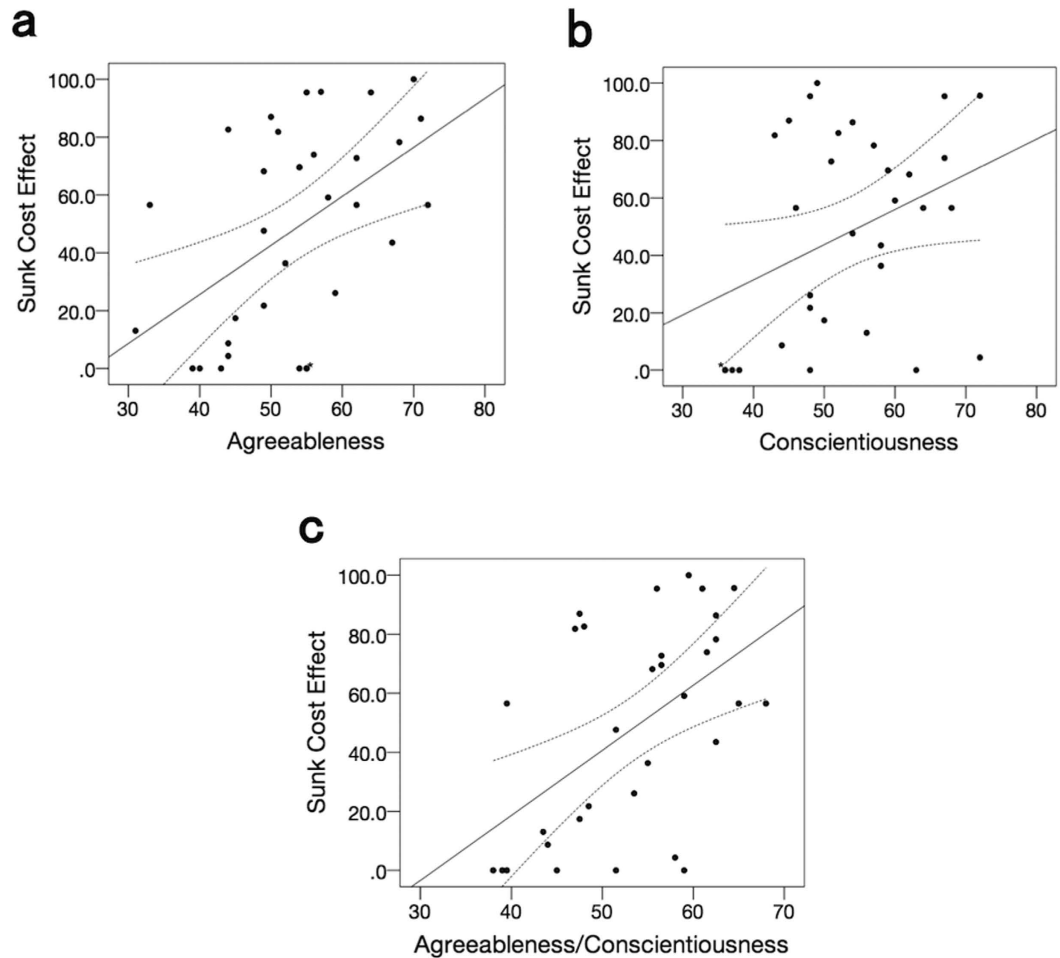 a
100.0
80.0
60.0
40.0
20.0
.0
Sunk Cost Effect
*
30 40 50 60 70 80
Agreeableness
b
100.0
80.0
60.0
40.0
20.0
.0
Sunk Cost Effect
*
30 40 50 60 70 80
Conscientiousness
c
100.0
80.0
60.0
40.0
20.0
.0
Sunk Cost Effect
30 40 50 60 70
Agreeableness/Conscientiousness